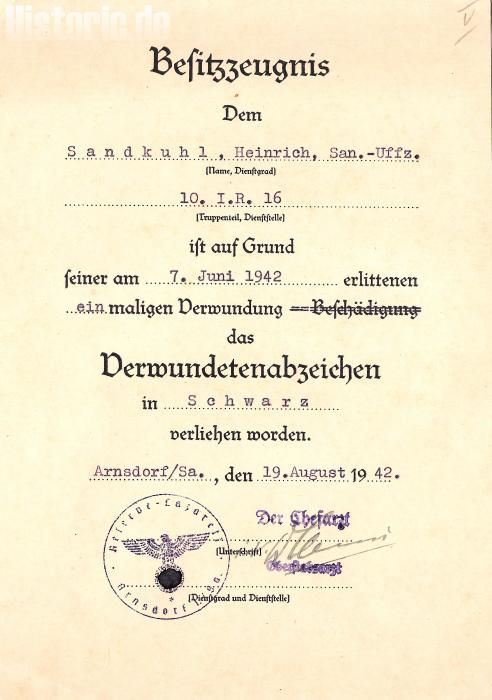 Historic.de
V
Besitzzeugnis
Dem
Sandkuhl, Heinrich, San.-Uffz.
(Name, Dienstgrad)
10. I.R. 16
(Truppenteil, Dienststelle)
ist auf Grund
seiner am 7. Juni 1942 erlittenen
ein maligen Verwundung – Beschädigung
das
Verwundetenabzeichen
in Schwarz
verliehen worden.
Arnsdorf/Sa., den 19. August 1942.
Reserve-Lazarett
Arnsdorf
Der Chefarzt
(Unterschrift)
Oberstabsarzt
(Dienstgrad und Dienststelle)